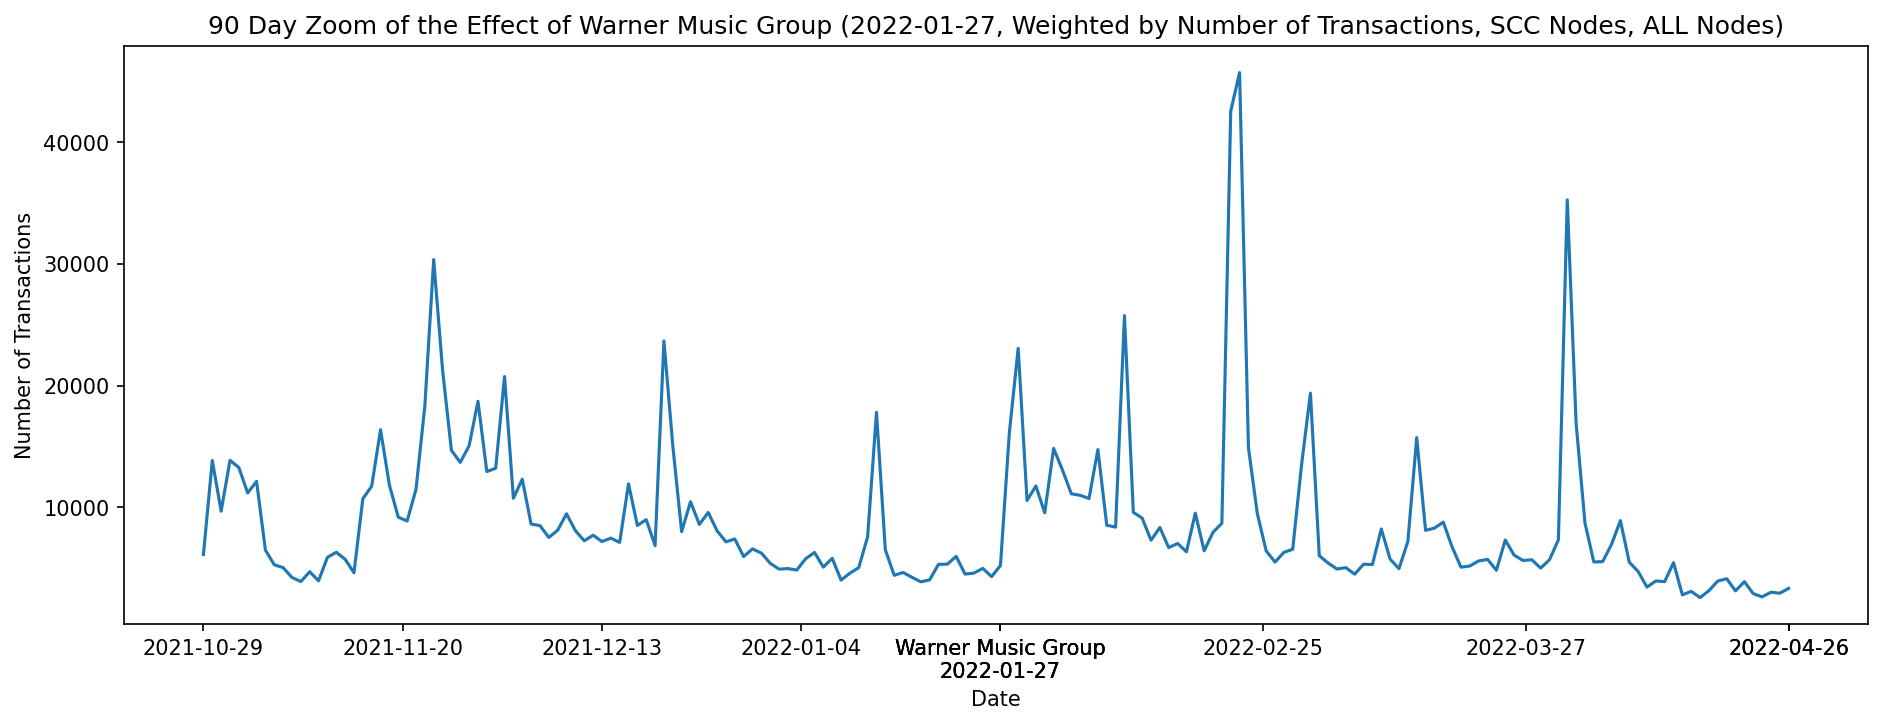 90 Day Zoom of the Effect of Warner Music Group (2022-01-27, Weighted by Number of Transactions, SCC Nodes, ALL Nodes)
Number of Transactions
40000
30000
20000
10000
2021-10-29 2021-11-20 2021-12-13 2022-01-04 Warner Music Group 2022-02-25 2022-03-27 2022-04-26
2022-01-27
Date